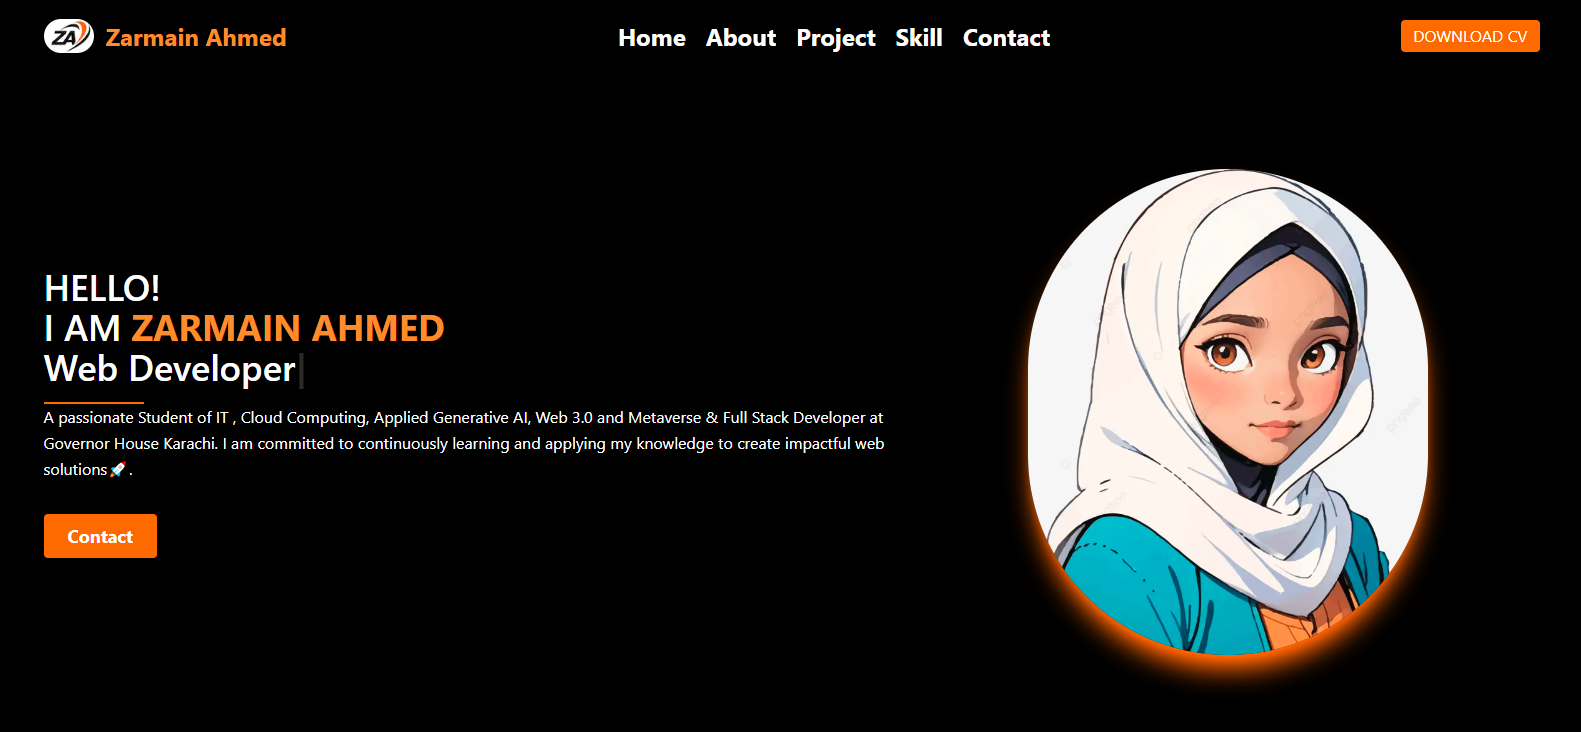 ZA
Zarmain Ahmed
Home About Project Skill Contact
DOWNLOAD CV
HELLO!
I AM ZARMAIN AHMED
Web Developer
A passionate Student of IT , Cloud Computing, Applied Generative AI, Web 3.0 and Metaverse & Full Stack Developer at
Governor House Karachi. I am committed to continuously learning and applying my knowledge to create impactful web
solutions🚀.
Contact
pngtree